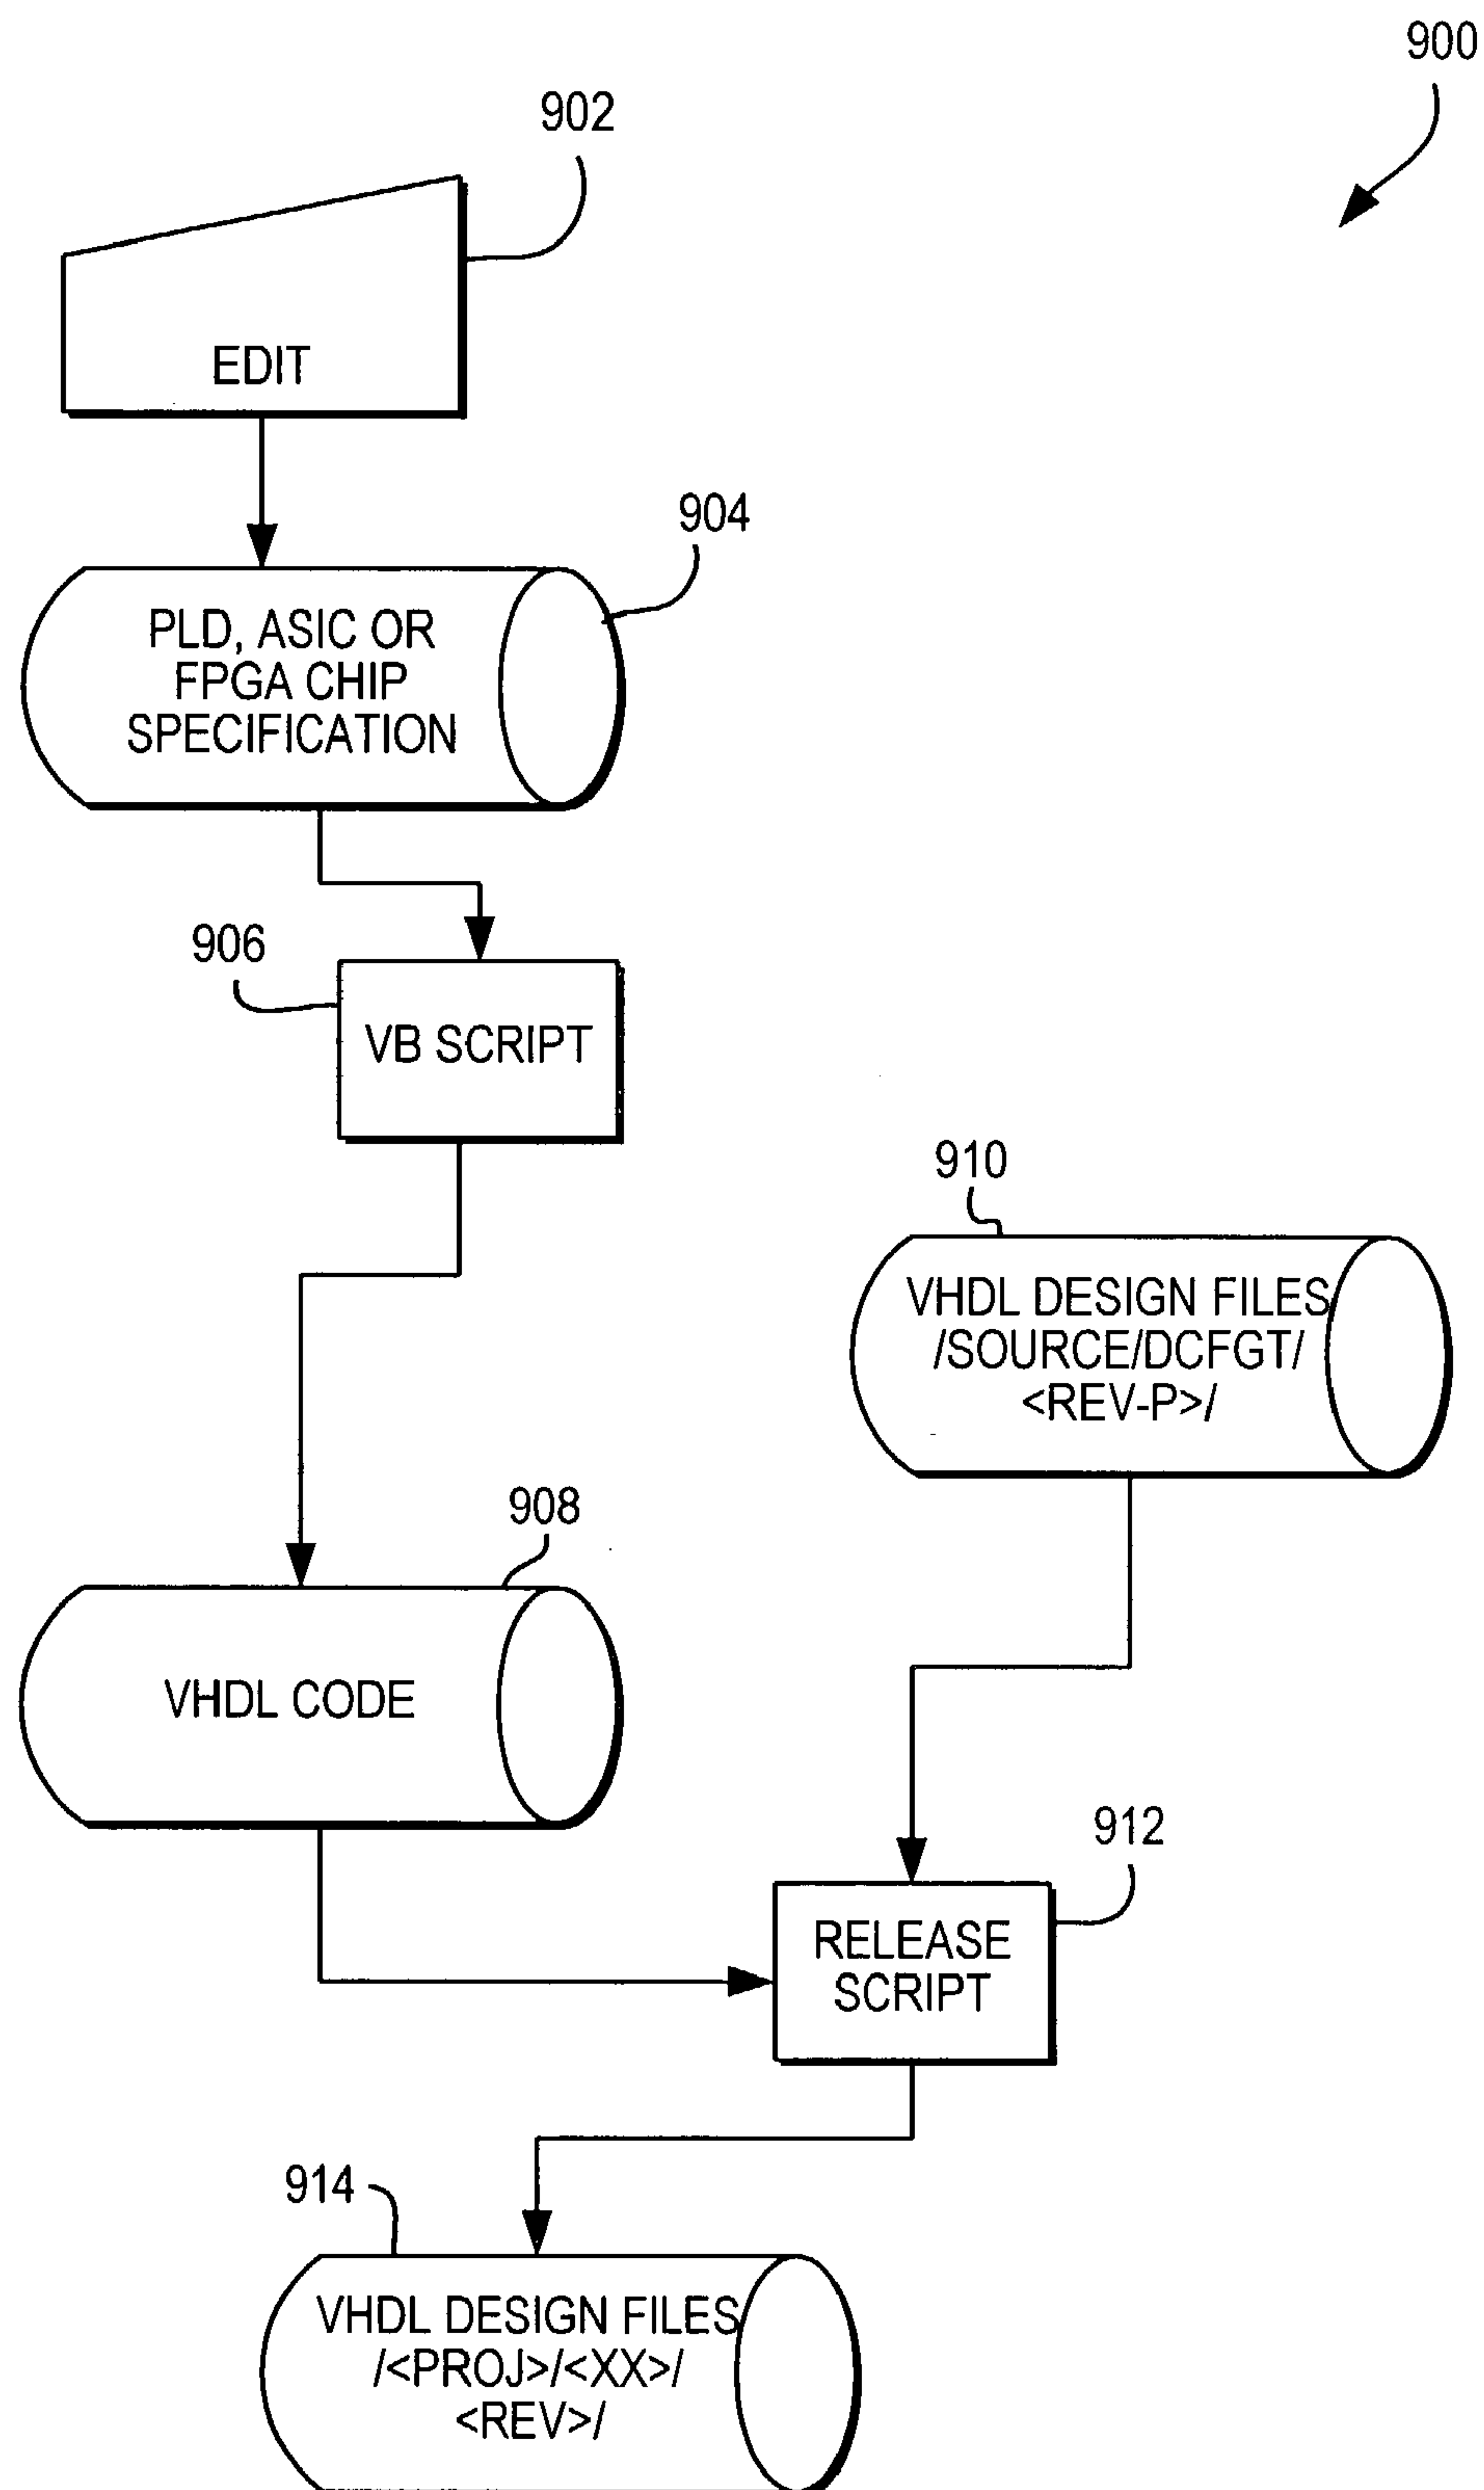 900
902
EDIT
904
PLD, ASIC OR
FPGA CHIP
SPECIFICATION
906
VB SCRIPT
910
VHDL DESIGN FILES
/SOURCE/DCFGT/
<REV-P>/
908
VHDL CODE
912
RELEASE
SCRIPT
914
VHDL DESIGN FILES
/<PROJ>/<XX>/
<REV>/